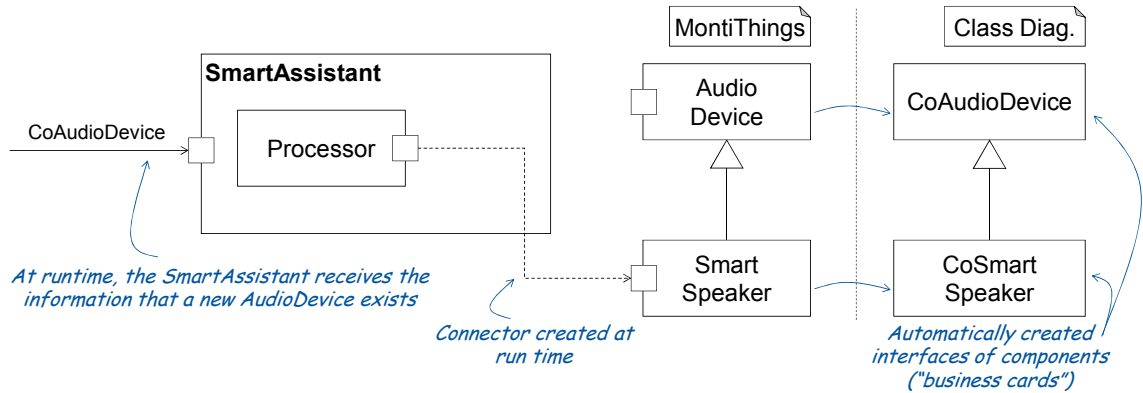 MontiThings
Class Diag.
SmartAssistant
CoAudioDevice
Processor
Audio
Device
CoAudioDevice
At runtime, the SmartAssistant receives the
information that a new AudioDevice exists
Connector created at
run time
Smart
Speaker
CoSmart
Speaker
Automatically created
interfaces of components
(“business cards”)